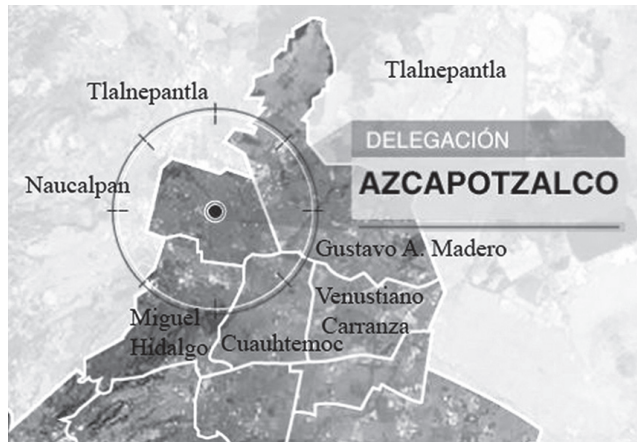 Tlalnepantla
Tlalnepantla
DELEGACIÓN
AZCAPOTZALCO
Naucalpan
Gustavo A. Madero
Venustiano
Carranza
Miguel
Hidalgo
Cuauhtemoc